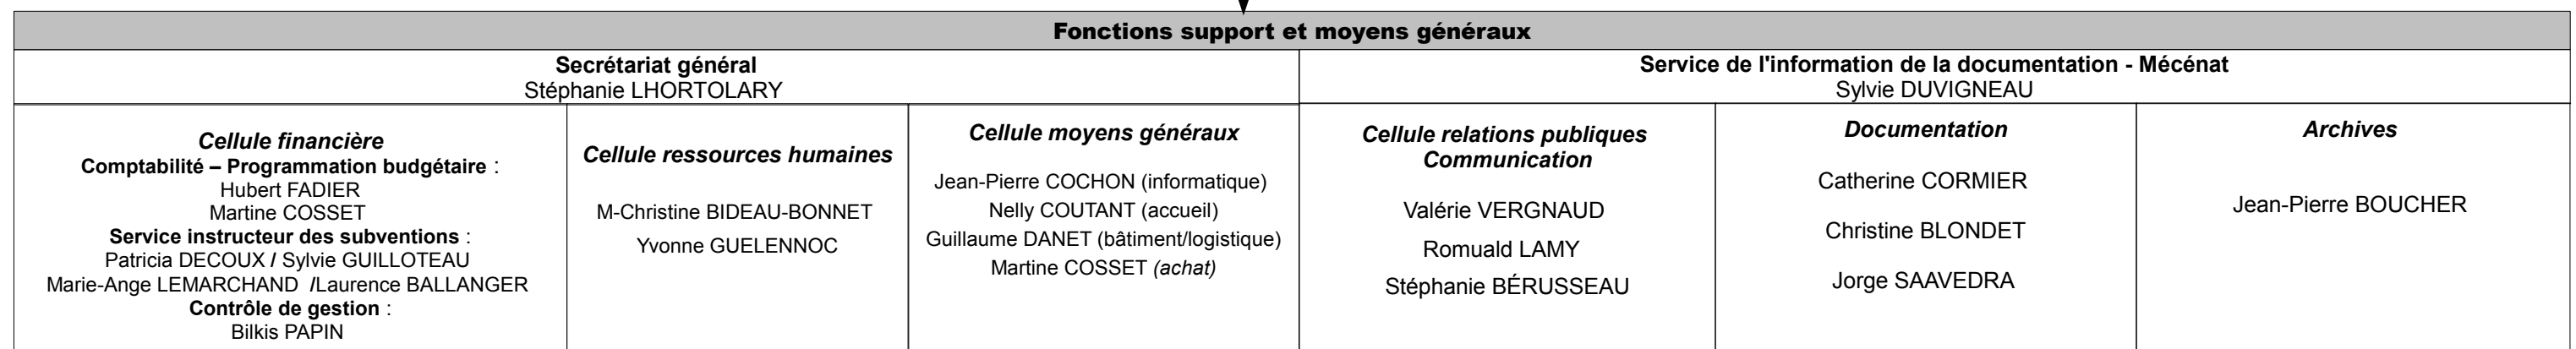 Fonctions support et moyens généraux
Secrétariat général
Stéphanie LHORTOLARY
Service de l'information de la documentation - Mécénat
Sylvie DUVIGNEAU
Cellule financière
Comptabilité – Programmation budgétaire :
Hubert FADIER
Martine COSSET
Service instructeur des subventions :
Patricia DECOUX / Sylvie GUILLOTEAU
Marie-Ange LEMARCHAND /Laurence BALLANGER
Contrôle de gestion :
Bilkis PAPIN
Cellule ressources humaines
M-Christine BIDEAU-BONNET
Yvonne GUELENNOC
Cellule moyens généraux
Jean-Pierre COCHON (informatique)
Nelly COUTANT (accueil)
Guillaume DANET (bâtiment/logistique)
Martine COSSET (achat)
Cellule relations publiques
Communication
Valérie VERGNAUD
Romuald LAMY
Stéphanie BÉRUSSEAU
Documentation
Catherine CORMIER
Christine BLONDET
Jorge SAAVEDRA
Archives
Jean-Pierre BOUCHER